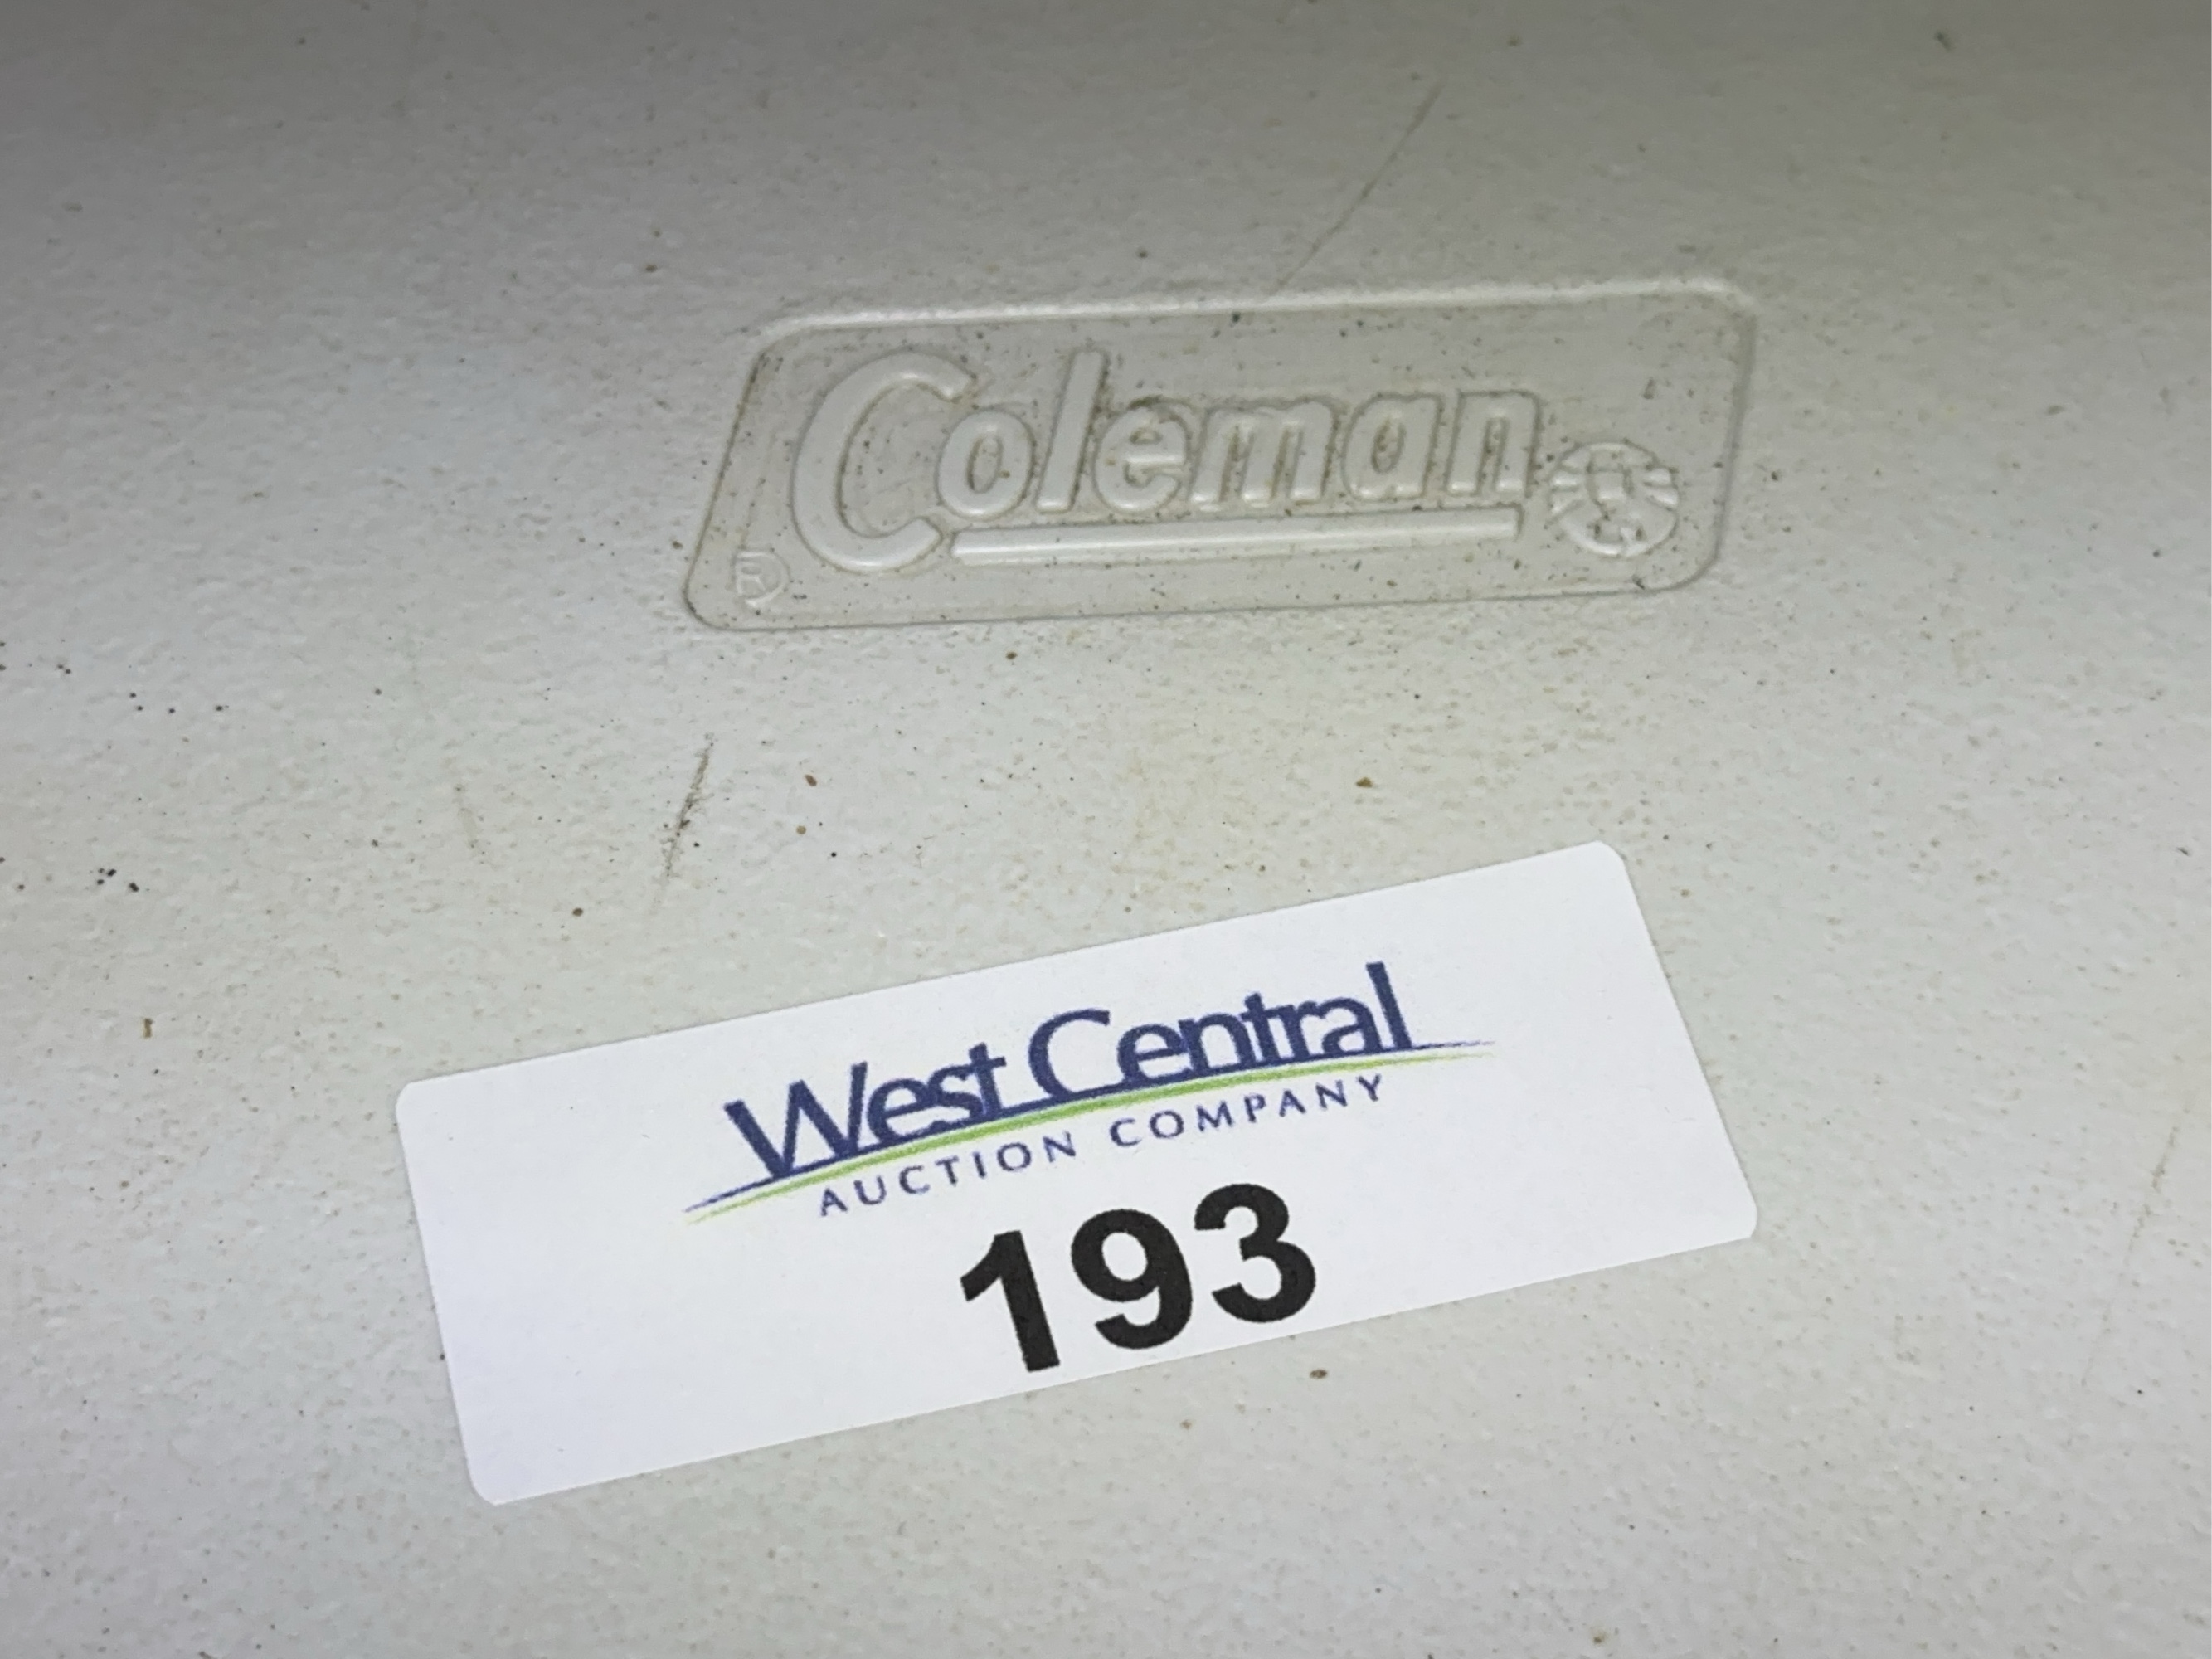 Coleman
®
West Central
AUCTION COMPANY
193